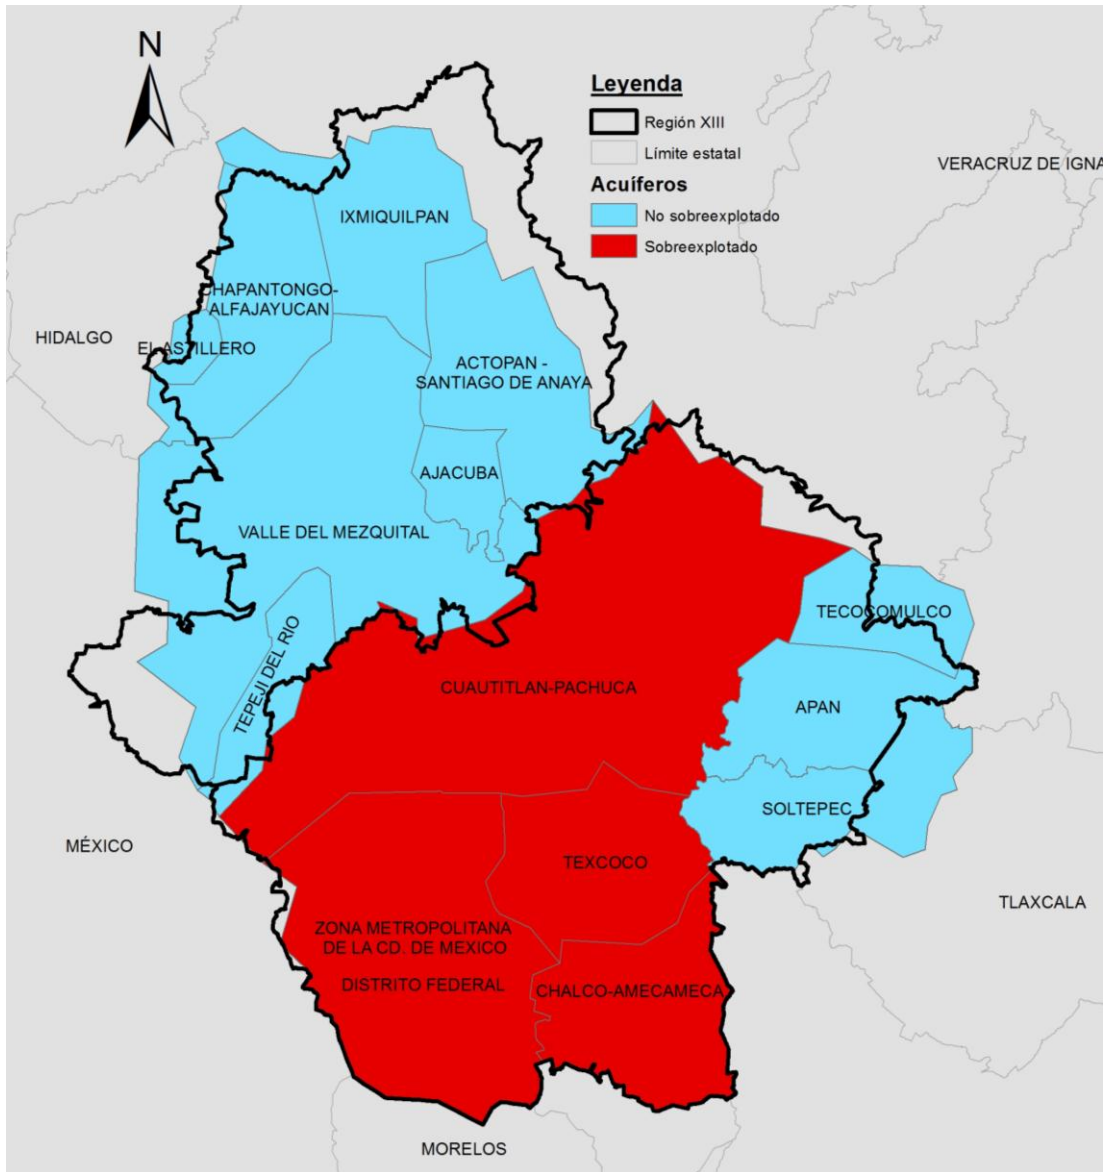 N
Leyenda
Región XIII
Límite estatal
Acuíferos
No sobreexplotado
Sobreexplotado
VERACRUZ DE IGNA
IXMIQUILPAN
CHAPANTONGO-
ALFAJAYUCAN
HIDALGO
EL ASTILLERO
ACTOPAN -
SANTIAGO DE ANAYA
AJACUBA
VALLE DEL MEZQUITAL
TECOCOMULCO
TEPEJI DEL RIO
CUAUTITLAN-PACHUCA
APAN
SOLTEPEC
MÉXICO
TEXCOCO
TLAXCALA
ZONA METROPOLITANA
DE LA CD. DE MEXICO
DISTRITO FEDERAL
CHALCO-AMECAMECA
MORELOS